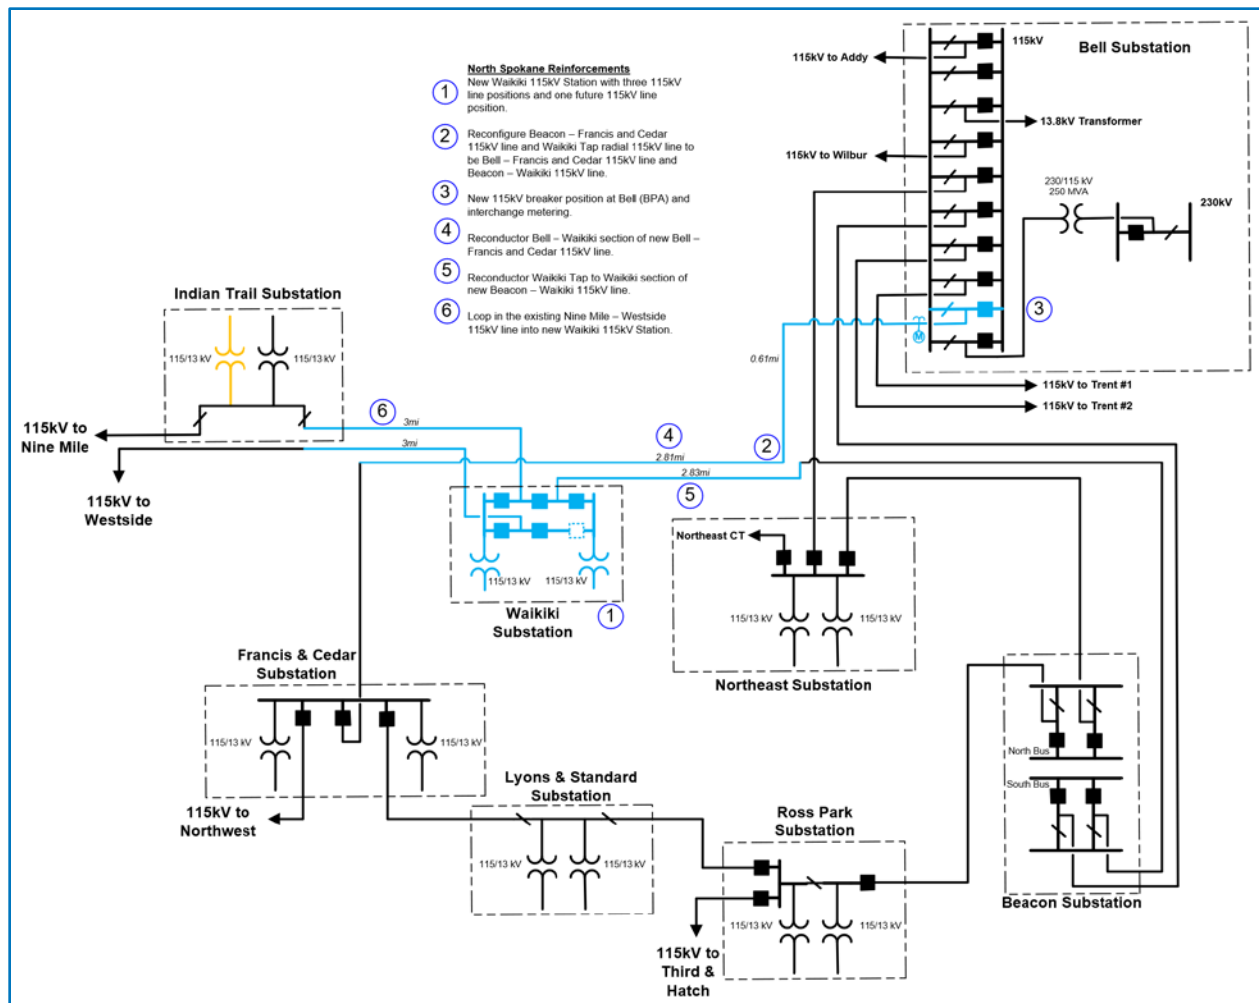 115kV
Bell Substation
115kV to Addy
13.8kV Transformer
115kV to Wilbur
230/115 kV
250 MVA
230kV
3
M
0.61mi
115kV to Trent #1
115kV to Trent #2
North Spokane Reinforcements
1
New Waikiki 115kV Station with three 115kV
line positions and one future 115kV line
position.
2
Reconfigure Beacon – Francis and Cedar
115kV line and Waikiki Tap radial 115kV line to
be Bell – Francis and Cedar 115kV line and
Beacon – Waikiki 115kV line.
3
New 115kV breaker position at Bell (BPA) and
interchange metering.
4
Reconductor Bell – Waikiki section of new Bell –
Francis and Cedar 115kV line.
5
Reconductor Waikiki Tap to Waikiki section of
new Beacon – Waikiki 115kV line.
6
Loop in the existing Nine Mile – Westside
115kV line into new Waikiki 115kV Station.
Indian Trail Substation
115/13 kV
115/13 kV
115kV to
Nine Mile
6
3mi
3mi
115kV to
Westside
4
2.81mi
2
2.83mi
5
115/13 kV
115/13 kV
Waikiki
Substation
1
Northeast CT
115/13 kV
115/13 kV
Northeast Substation
Francis & Cedar
Substation
115/13 kV
115/13 kV
115kV to
Northwest
Lyons & Standard
Substation
115/13 kV
115/13 kV
Ross Park
Substation
115/13 kV
115/13 kV
115kV to
Third &
Hatch
North Bus
South Bus
Beacon Substation